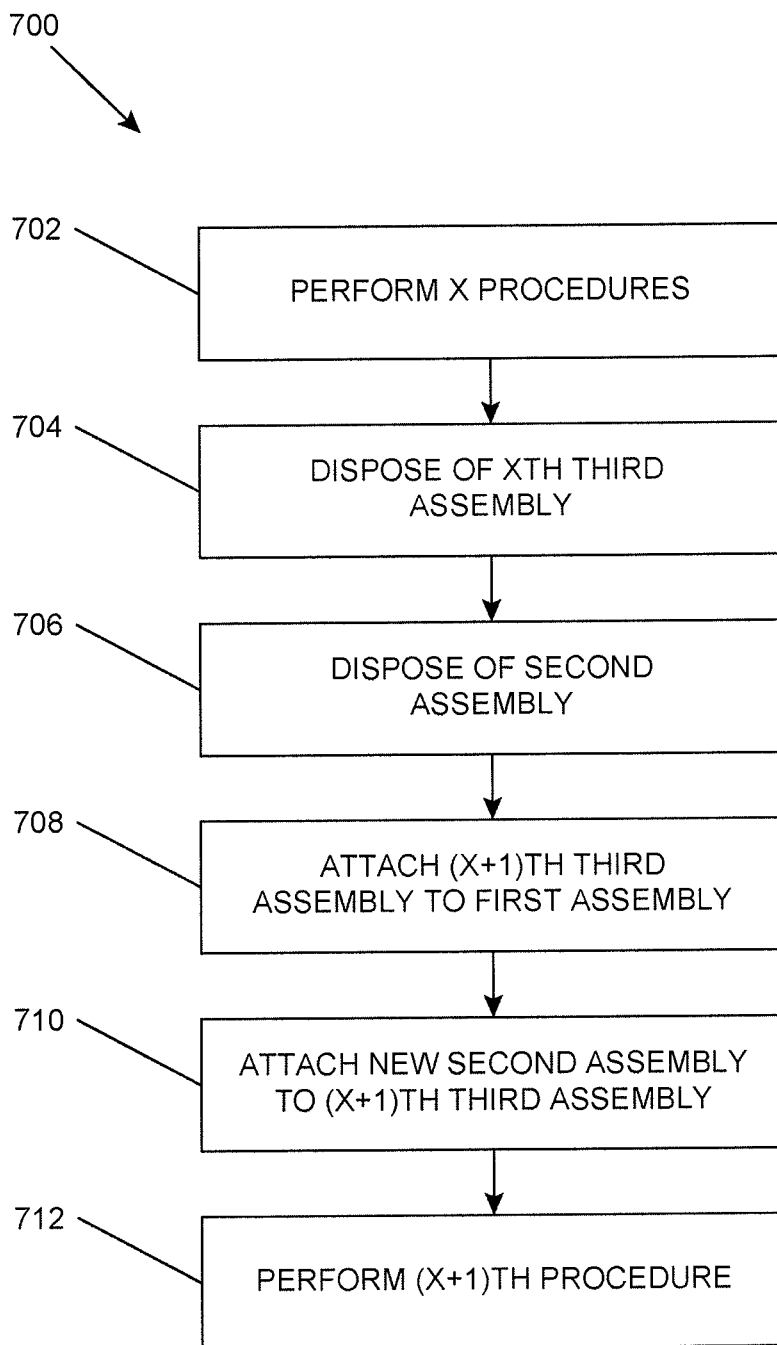 700
702
PERFORM X PROCEDURES
704
DISPOSE OF XTH THIRD
ASSEMBLY
706
DISPOSE OF SECOND
ASSEMBLY
708
ATTACH (X+1)TH THIRD
ASSEMBLY TO FIRST ASSEMBLY
710
ATTACH NEW SECOND ASSEMBLY
TO (X+1)TH THIRD ASSEMBLY
712
PERFORM (X+1)TH PROCEDURE